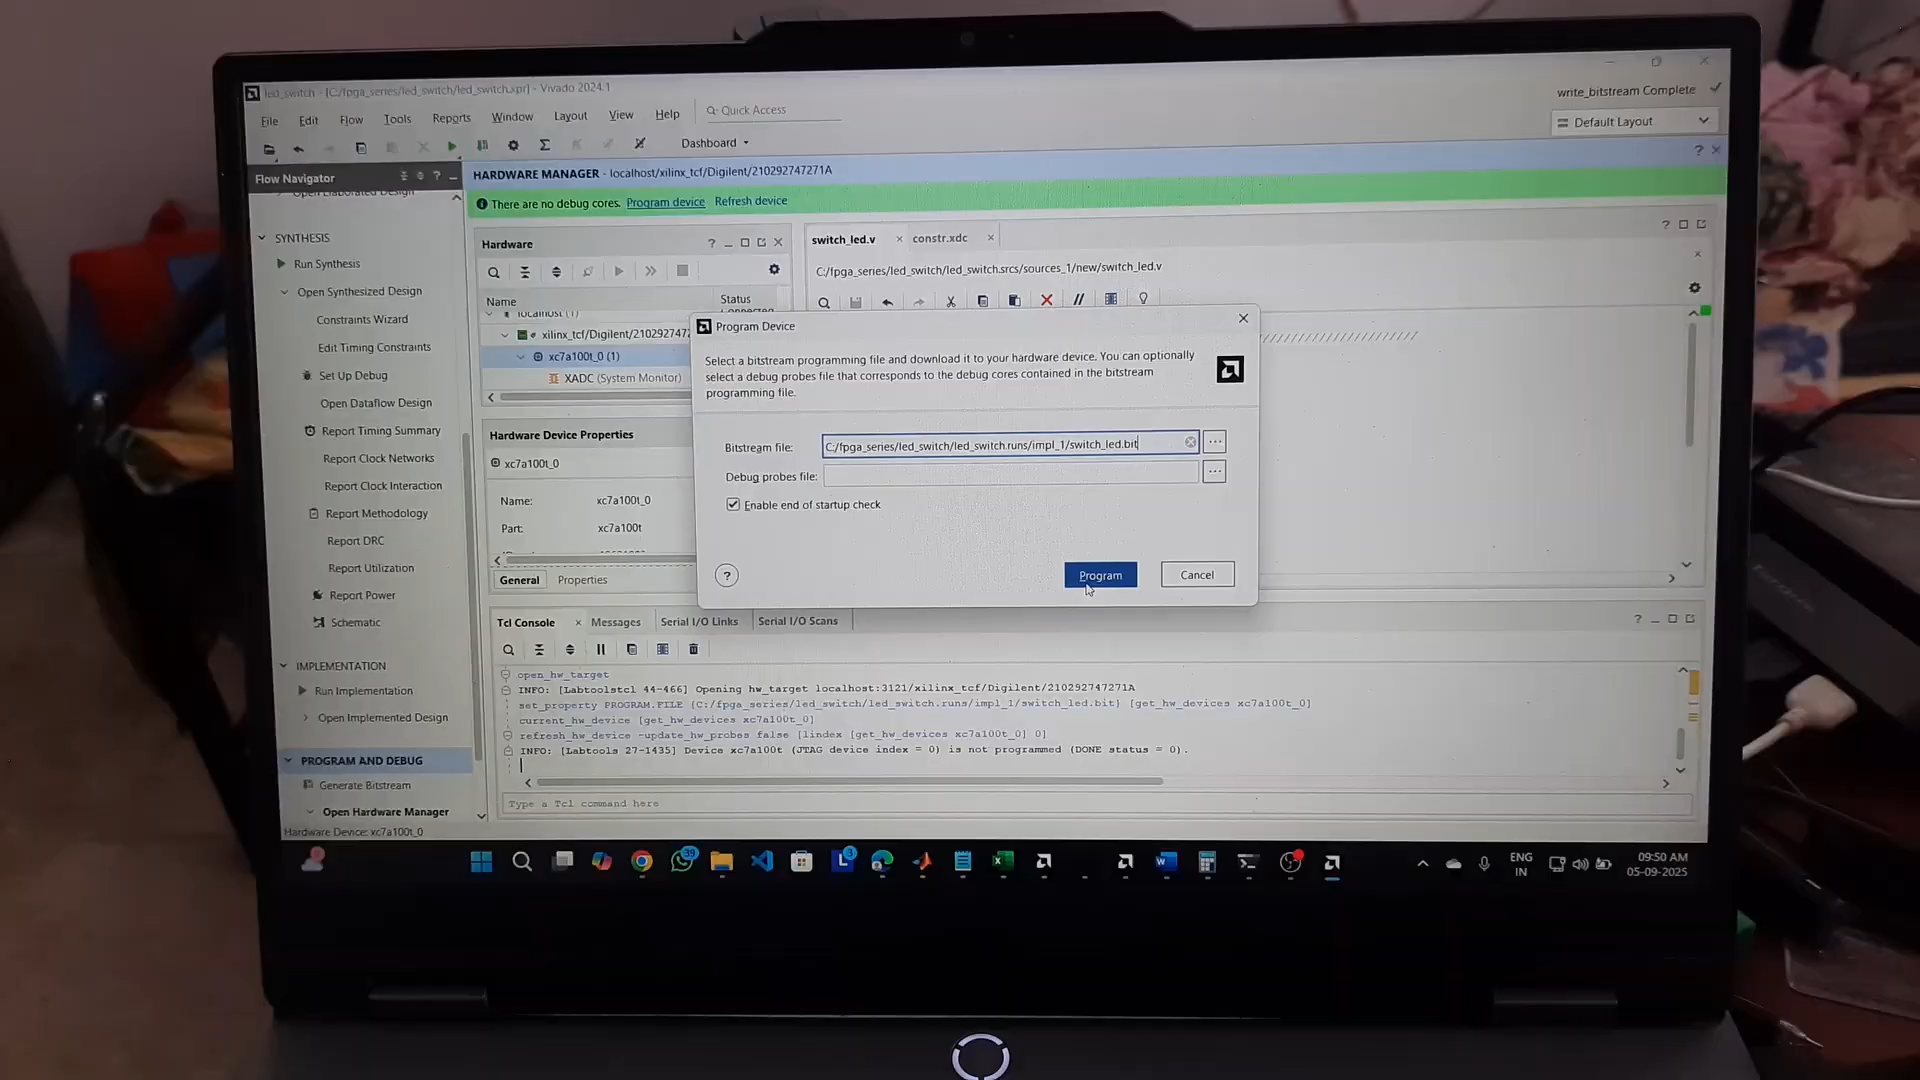 led_switch - [C:/fpga_series/led_switch/led_switch.xpr] - Vivado 2024.1
File Edit Flow Tools Reports Window Layout View Help Quick Access
write_bitstream Complete
Dashboard
Default Layout
Flow Navigator
HARDWARE MANAGER - localhost/xilinx_tcf/Digilent/210292747271A
There are no debug cores. Program device Refresh device
Open Elaborated Design
SYNTHESIS
Run Synthesis
Open Synthesized Design
Constraints Wizard
Edit Timing Constraints
Set Up Debug
Open Dataflow Design
Report Timing Summary
Report Clock Networks
Report Clock Interaction
Report Methodology
Report DRC
Report Utilization
Report Power
Schematic
IMPLEMENTATION
Run Implementation
Open Implemented Design
PROGRAM AND DEBUG
Generate Bitstream
Open Hardware Manager
Hardware Device: xc7a100t_0
Hardware
Name Status
localhost (1) Connected
xilinx_tcf/Digilent/21029274
xc7a100t_0 (1)
XADC (System Monitor)
Hardware Device Properties
xc7a100t_0
Name: xc7a100t_0
Part: xc7a100t
General Properties
switch_led.v constr.xdc
C:/fpga_series/led_switch/led_switch.srcs/sources_1/new/switch_led.v
////////////////////////
Program Device
Select a bitstream programming file and download it to your hardware device. You can optionally
select a debug probes file that corresponds to the debug cores contained in the bitstream
programming file.
Bitstream file: C:/fpga_series/led_switch/led_switch.runs/impl_1/switch_led.bit
Debug probes file:
Enable end of startup check
? Program Cancel
Tcl Console Messages Serial I/O Links Serial I/O Scans
open_hw_target
INFO: [Labtoolstcl 44-466] Opening hw_target localhost:3121/xilinx_tcf/Digilent/210292747271A
set_property PROGRAM.FILE {C:/fpga_series/led_switch/led_switch.runs/impl_1/switch_led.bit} [get_hw_devices xc7a100t_0]
current_hw_device [get_hw_devices xc7a100t_0]
refresh_hw_device -update_hw_probes false [lindex [get_hw_devices xc7a100t_0] 0]
INFO: [Labtools 27-1435] Device xc7a100t (JTAG device index = 0) is not programmed (DONE status = 0).
Type a Tcl command here
39
3
ENG
IN
09:50 AM
05-09-2025